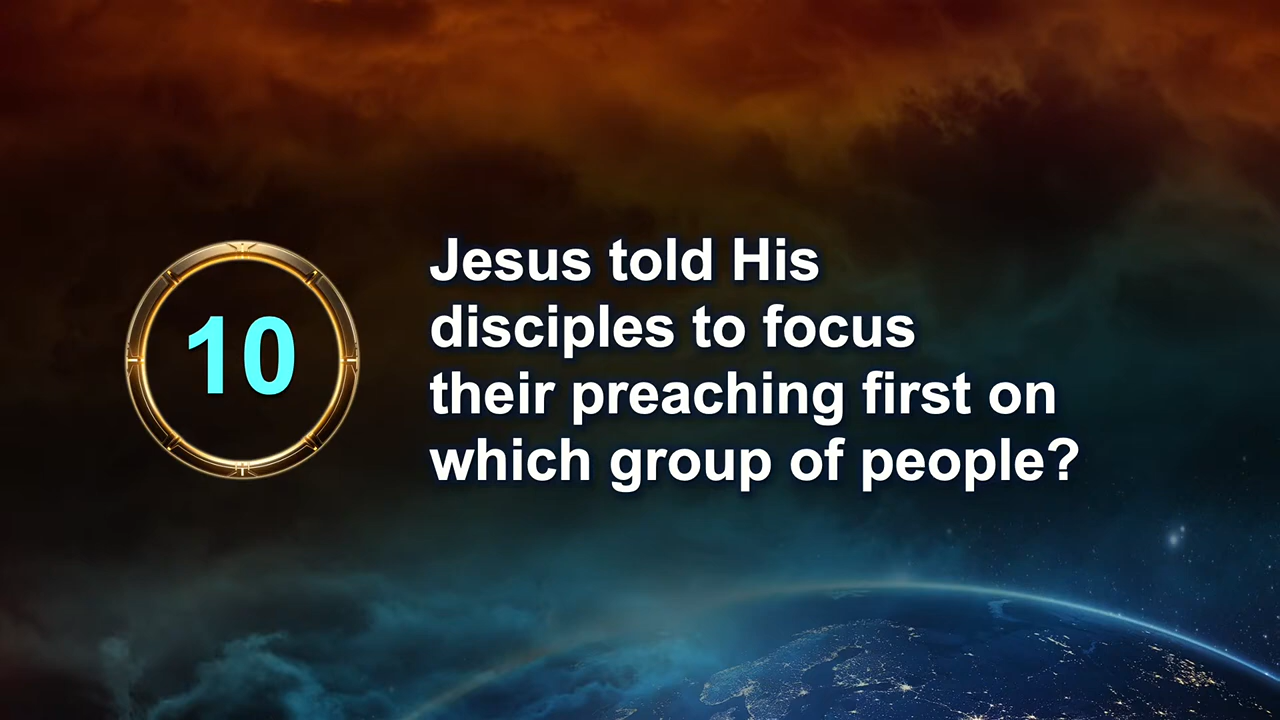 10
Jesus told His
disciples to focus
their preaching first on
which group of people?